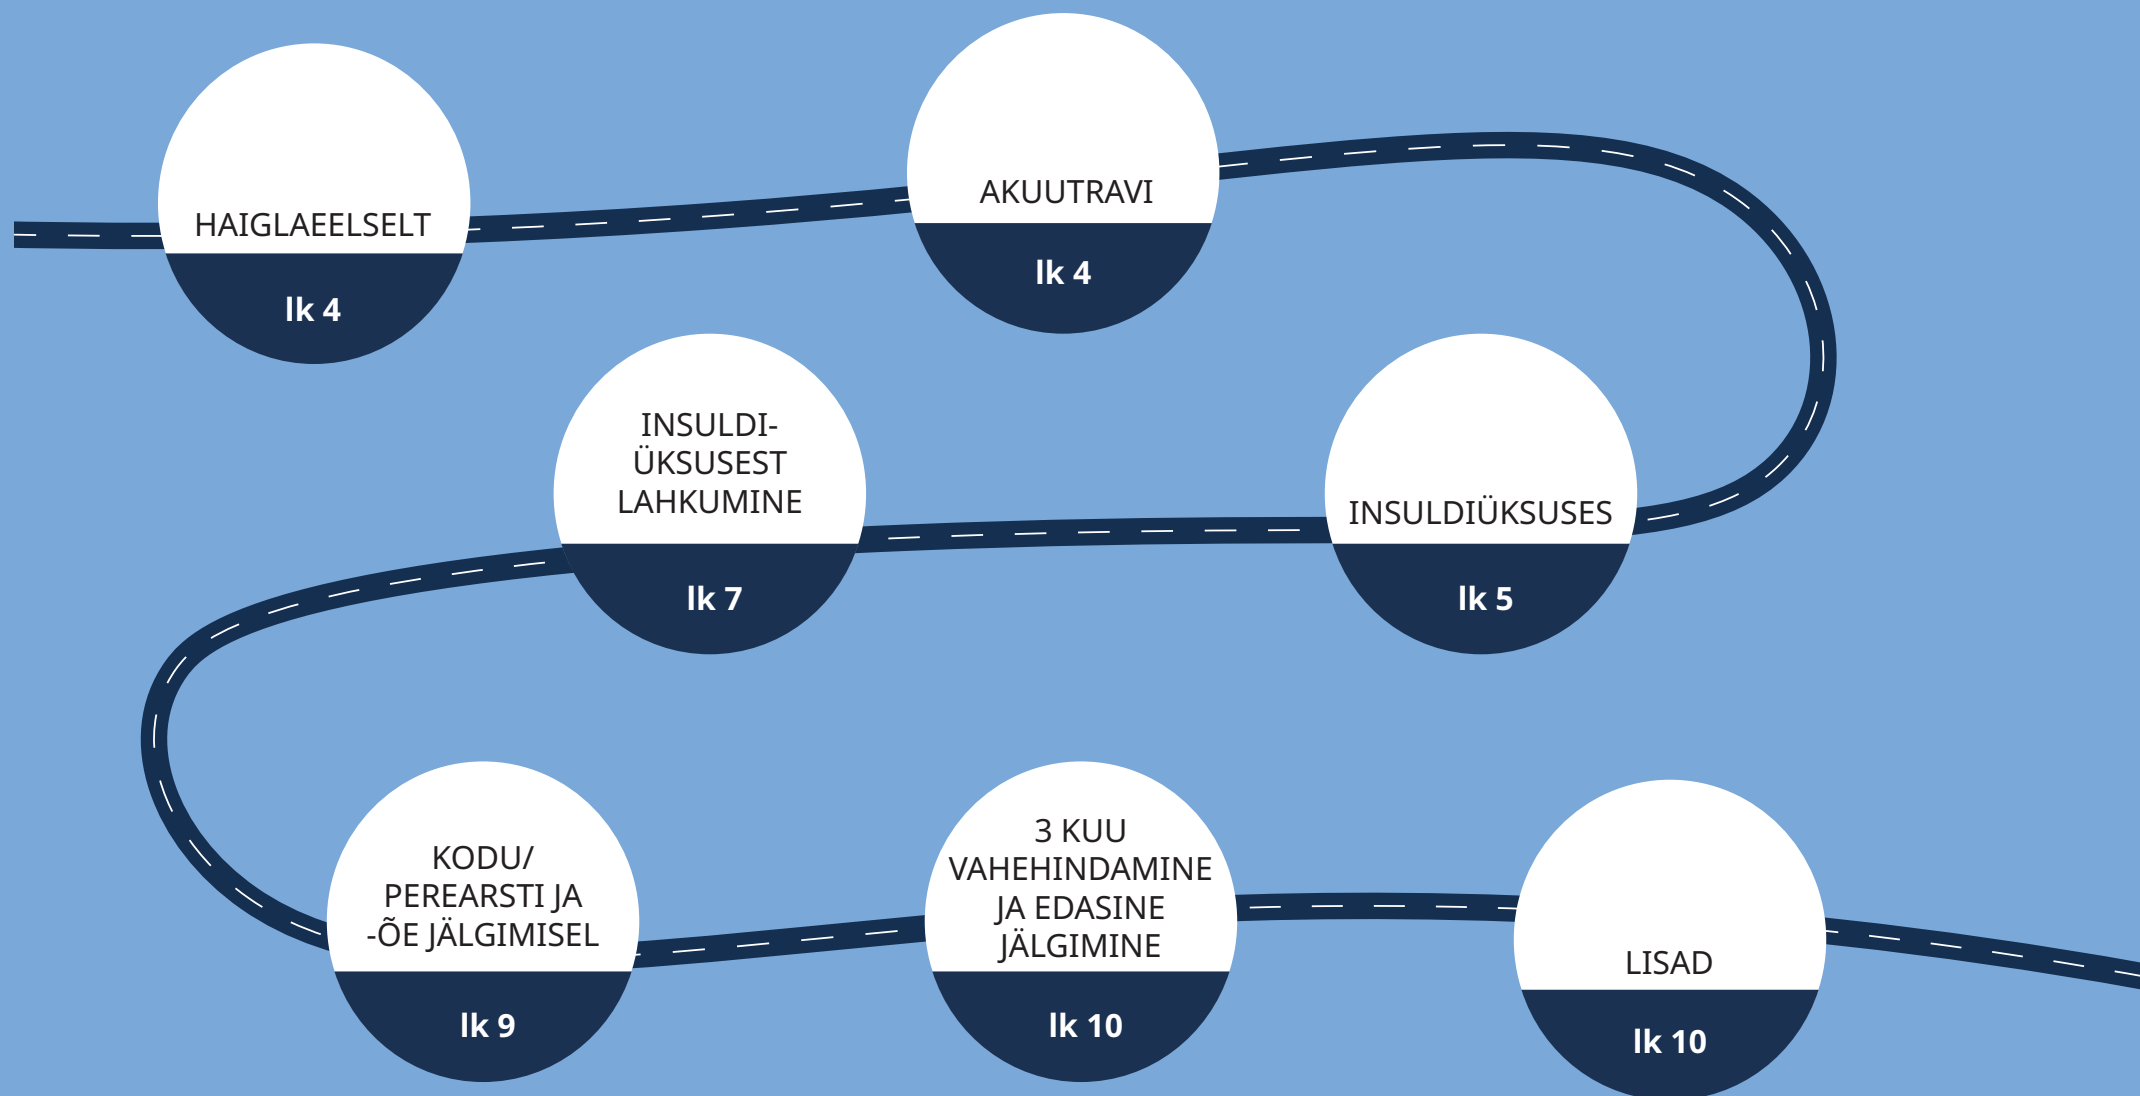 HAIGLAEELSELT
lk 4
AKUUTRAVI
lk 4
INSULDIÜKSUSES
lk 5
INSULDI-
ÜKSUSEST
LAHKUMINE
lk 7
KODU/
PEREARSTI JA
-ÕE JÄLGIMISEL
lk 9
3 KUU
VAHEHINDAMINE
JA EDASINE
JÄLGIMINE
lk 10
LISAD
lk 10